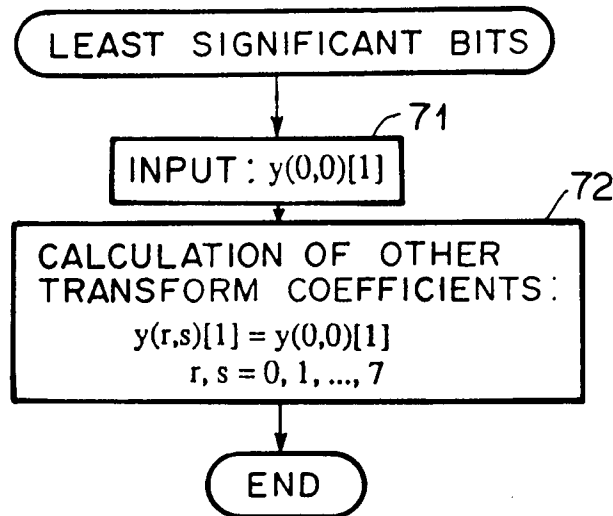 LEAST SIGNIFICANT BITS
71
INPUT: y(0,0)[1]
72
CALCULATION OF OTHER
TRANSFORM COEFFICIENTS:
y(r,s)[1] = y(0,0)[1]
r, s = 0, 1, ..., 7
END